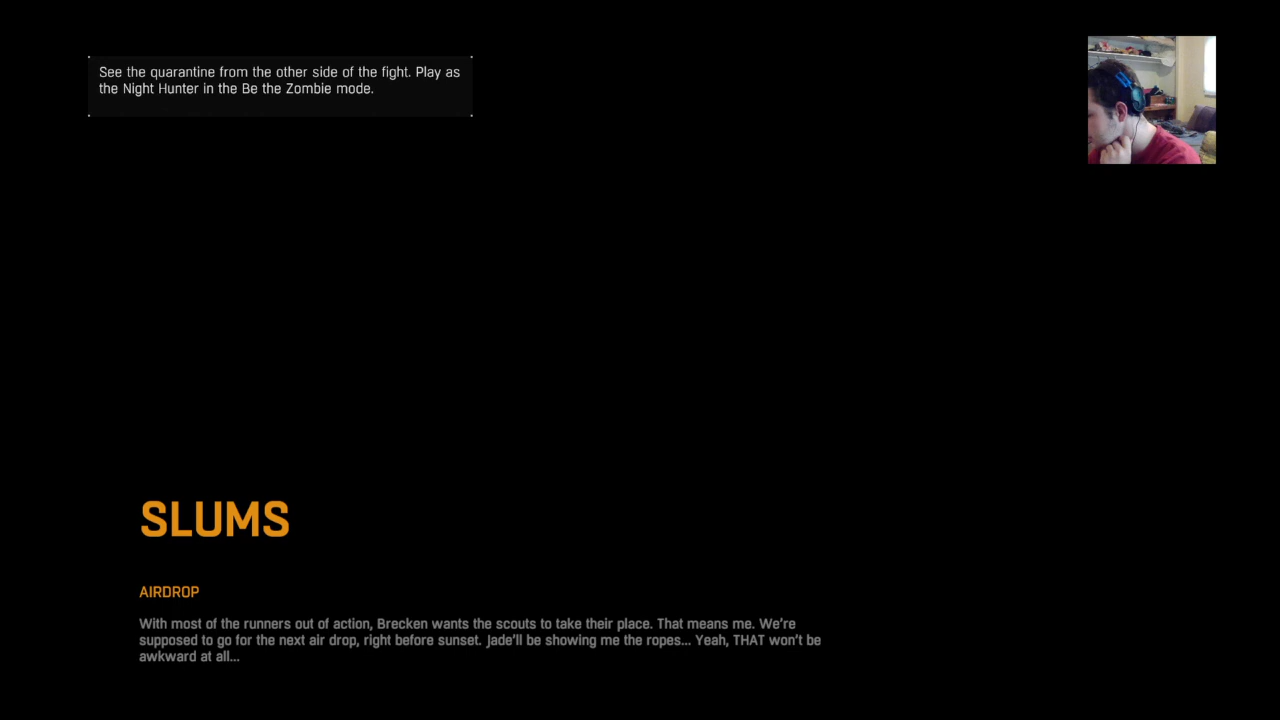 See the quarantine from the other side of the fight. Play as
the Night Hunter in the Be the Zombie mode.
SLUMS
AIRDROP
With most of the runners out of action, Brecken wants the scouts to take their place. That means me. We're
supposed to go for the next air drop, right before sunset. Jade'll be showing me the ropes... Yeah, THAT won't be
awkward at all...